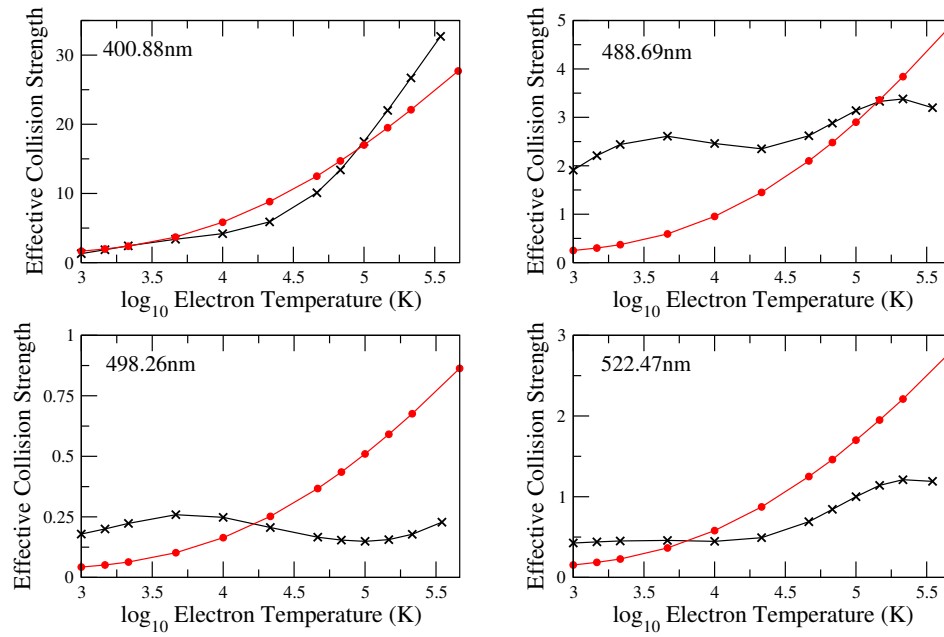 400.88nm
Effective Collision Strength
30
20
10
0
3 3.5 4 4.5 5 5.5
log10 Electron Temperature (K)
488.69nm
Effective Collision Strength
5
4
3
2
1
0
3 3.5 4 4.5 5 5.5
log10 Electron Temperature (K)
498.26nm
Effective Collision Strength
1
0.75
0.5
0.25
0
3 3.5 4 4.5 5 5.5
log10 Electron Temperature (K)
522.47nm
Effective Collision Strength
3
2
1
0
3 3.5 4 4.5 5 5.5
log10 Electron Temperature (K)